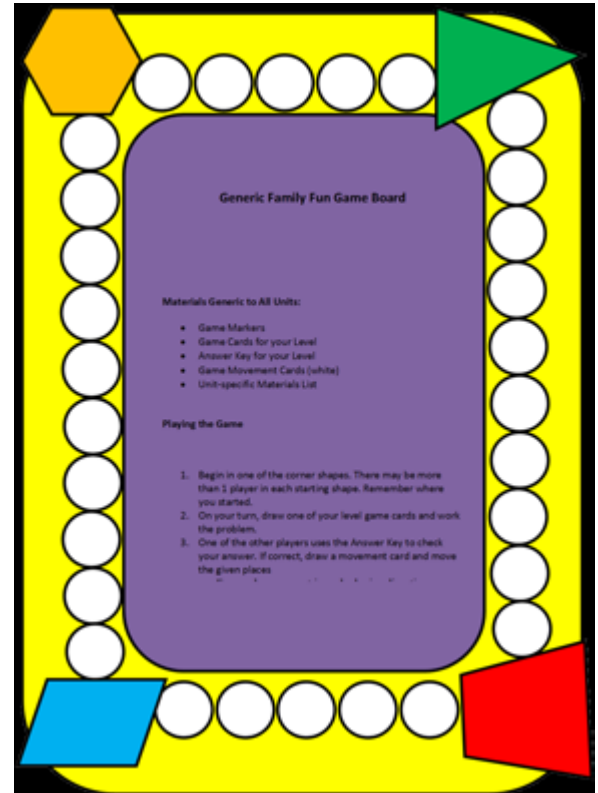 Generic Family Fun Game Board
Materials Generic to All Units:
• Game Markers
• Game Cards for your Level
• Answer Key for your Level
• Game Movement Cards (white)
• Unit-specific Materials List
Playing the Game
1. Begin in one of the corner shapes. There may be more
than 1 player in each starting shape. Remember where
you started.
2. On your turn, draw one of your level game cards and work
the problem.
3. One of the other players uses the Answer Key to check
your answer. If correct, draw a movement card and move
the given places